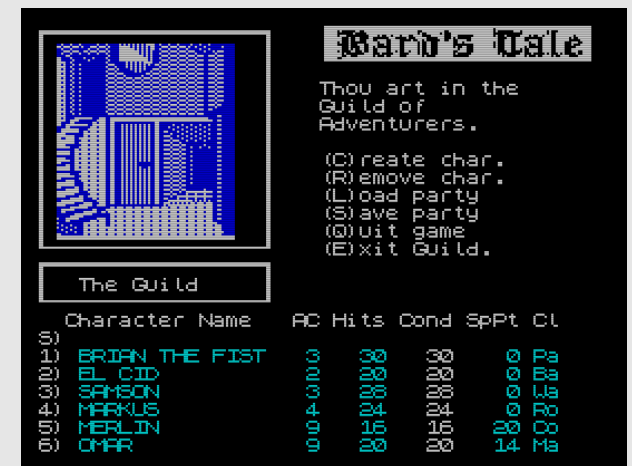 Bard's Tale
Thou art in the
Guild of
Adventurers.
(C)reate char.
(R)emove char.
(L)oad party
(S)ave party
(Q)uit game
(E)xit Guild.
The Guild
Character Name AC Hits Cond SpPt Cl
S)
1) BRIAN THE FIST 3 30 30 0 Pa
2) EL CID 2 20 20 0 Ba
3) SAMSON 3 28 28 0 Wa
4) MARKUS 4 24 24 0 Ro
5) MERLIN 9 16 16 20 Co
6) OMAR 9 20 20 14 Ma